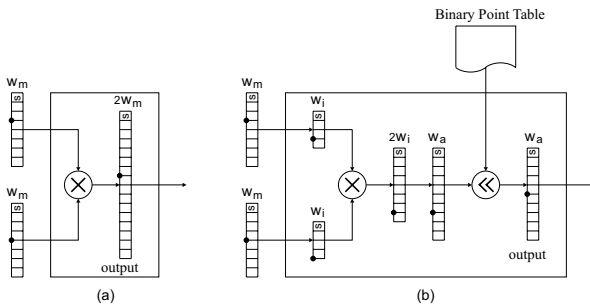 Binary Point Table
w_m
s
2w_m
s
w_m
s
output
(a)
w_m
s
w_i
s
2w_i
s
w_a
s
w_a
s
w_m
s
w_i
s
output
(b)